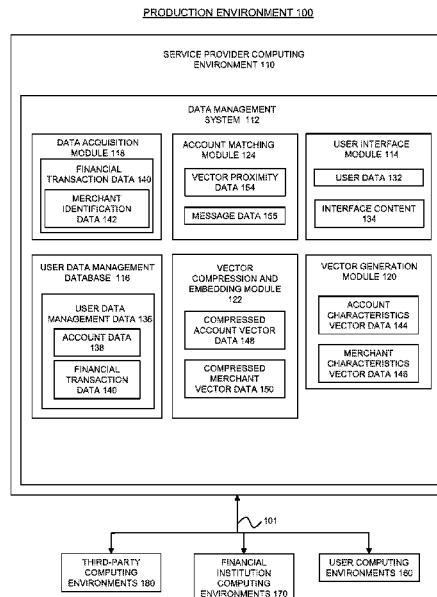 PRODUCTION ENVIRONMENT 100
SERVICE PROVIDER COMPUTING
ENVIRONMENT 110
DATA MANAGEMENT
SYSTEM 112
DATA ACQUISITION
MODULE 118
FINANCIAL
TRANSACTION DATA 140
MERCHANT
IDENTIFICATION
DATA 142
ACCOUNT MATCHING
MODULE 124
VECTOR PROXIMITY
DATA 154
MESSAGE DATA 155
USER INTERFACE
MODULE 114
USER DATA 132
INTERFACE CONTENT
134
USER DATA MANAGEMENT
DATABASE 116
USER DATA
MANAGEMENT DATA 136
ACCOUNT DATA
138
FINANCIAL
TRANSACTION
DATA 140
VECTOR
COMPRESSION AND
EMBEDDING MODULE
122
COMPRESSED
ACCOUNT VECTOR
DATA 148
COMPRESSED
MERCHANT
VECTOR DATA 150
VECTOR GENERATION
MODULE 120
ACCOUNT
CHARACTERISTICS
VECTOR DATA 144
MERCHANT
CHARACTERISTICS
VECTOR DATA 146
101
THIRD-PARTY
COMPUTING
ENVIRONMENTS 180
FINANCIAL
INSTITUTION
COMPUTING
ENVIRONMENTS 170
USER COMPUTING
ENVIRONMENTS 160